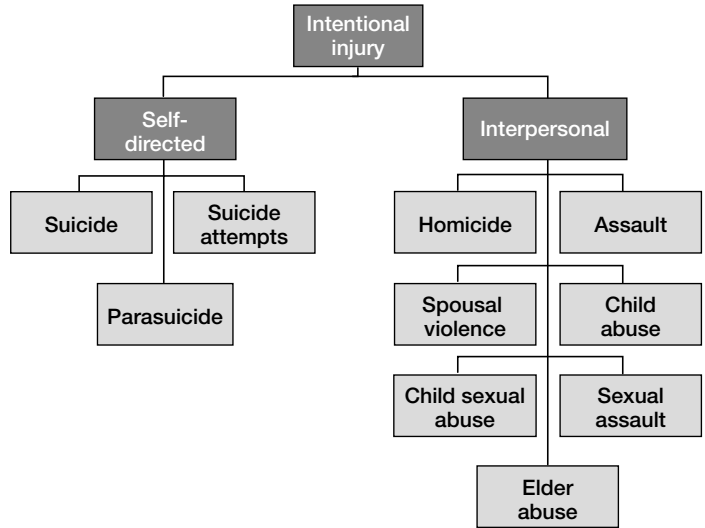 Intentional
injury
Self-
directed
Interpersonal
Suicide
Suicide
attempts
Parasuicide
Homicide
Assault
Spousal
violence
Child
abuse
Child sexual
abuse
Sexual
assault
Elder
abuse